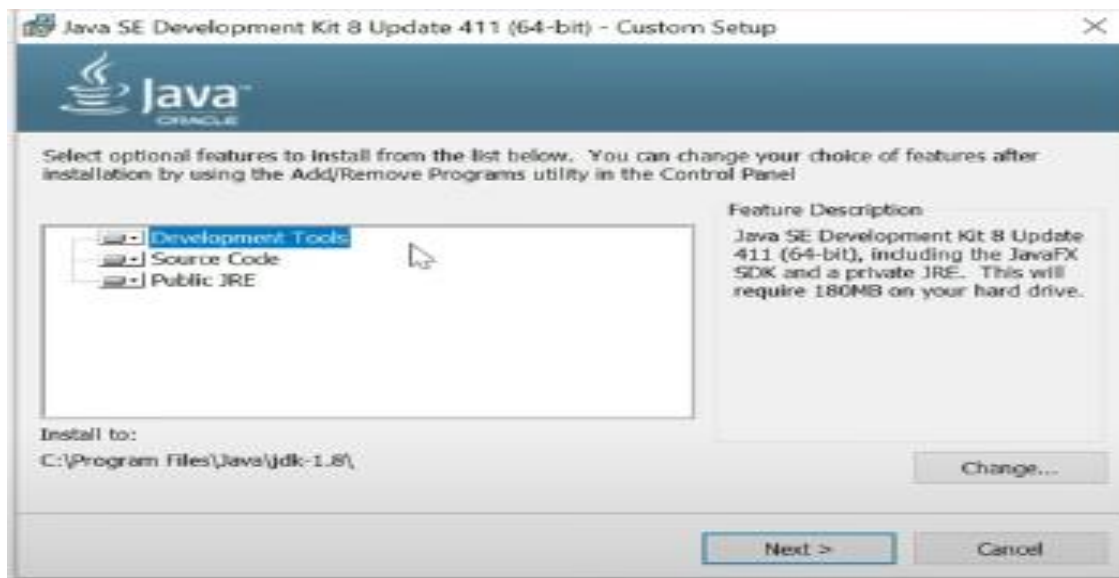 Java SE Development Kit 8 Update 411 (64-bit) - Custom Setup
Java
ORACLE
Select optional features to install from the list below. You can change your choice of features after
installation by using the Add/Remove Programs utility in the Control Panel
Development Tools
Source Code
Public JRE
Feature Description
Java SE Development Kit 8 Update
411 (64-bit), including the JavaFX
SDK and a private JRE. This will
require 180MB on your hard drive.
Install to:
C:\Program Files\Java\jdk-1.8\
Change...
Next >
Cancel